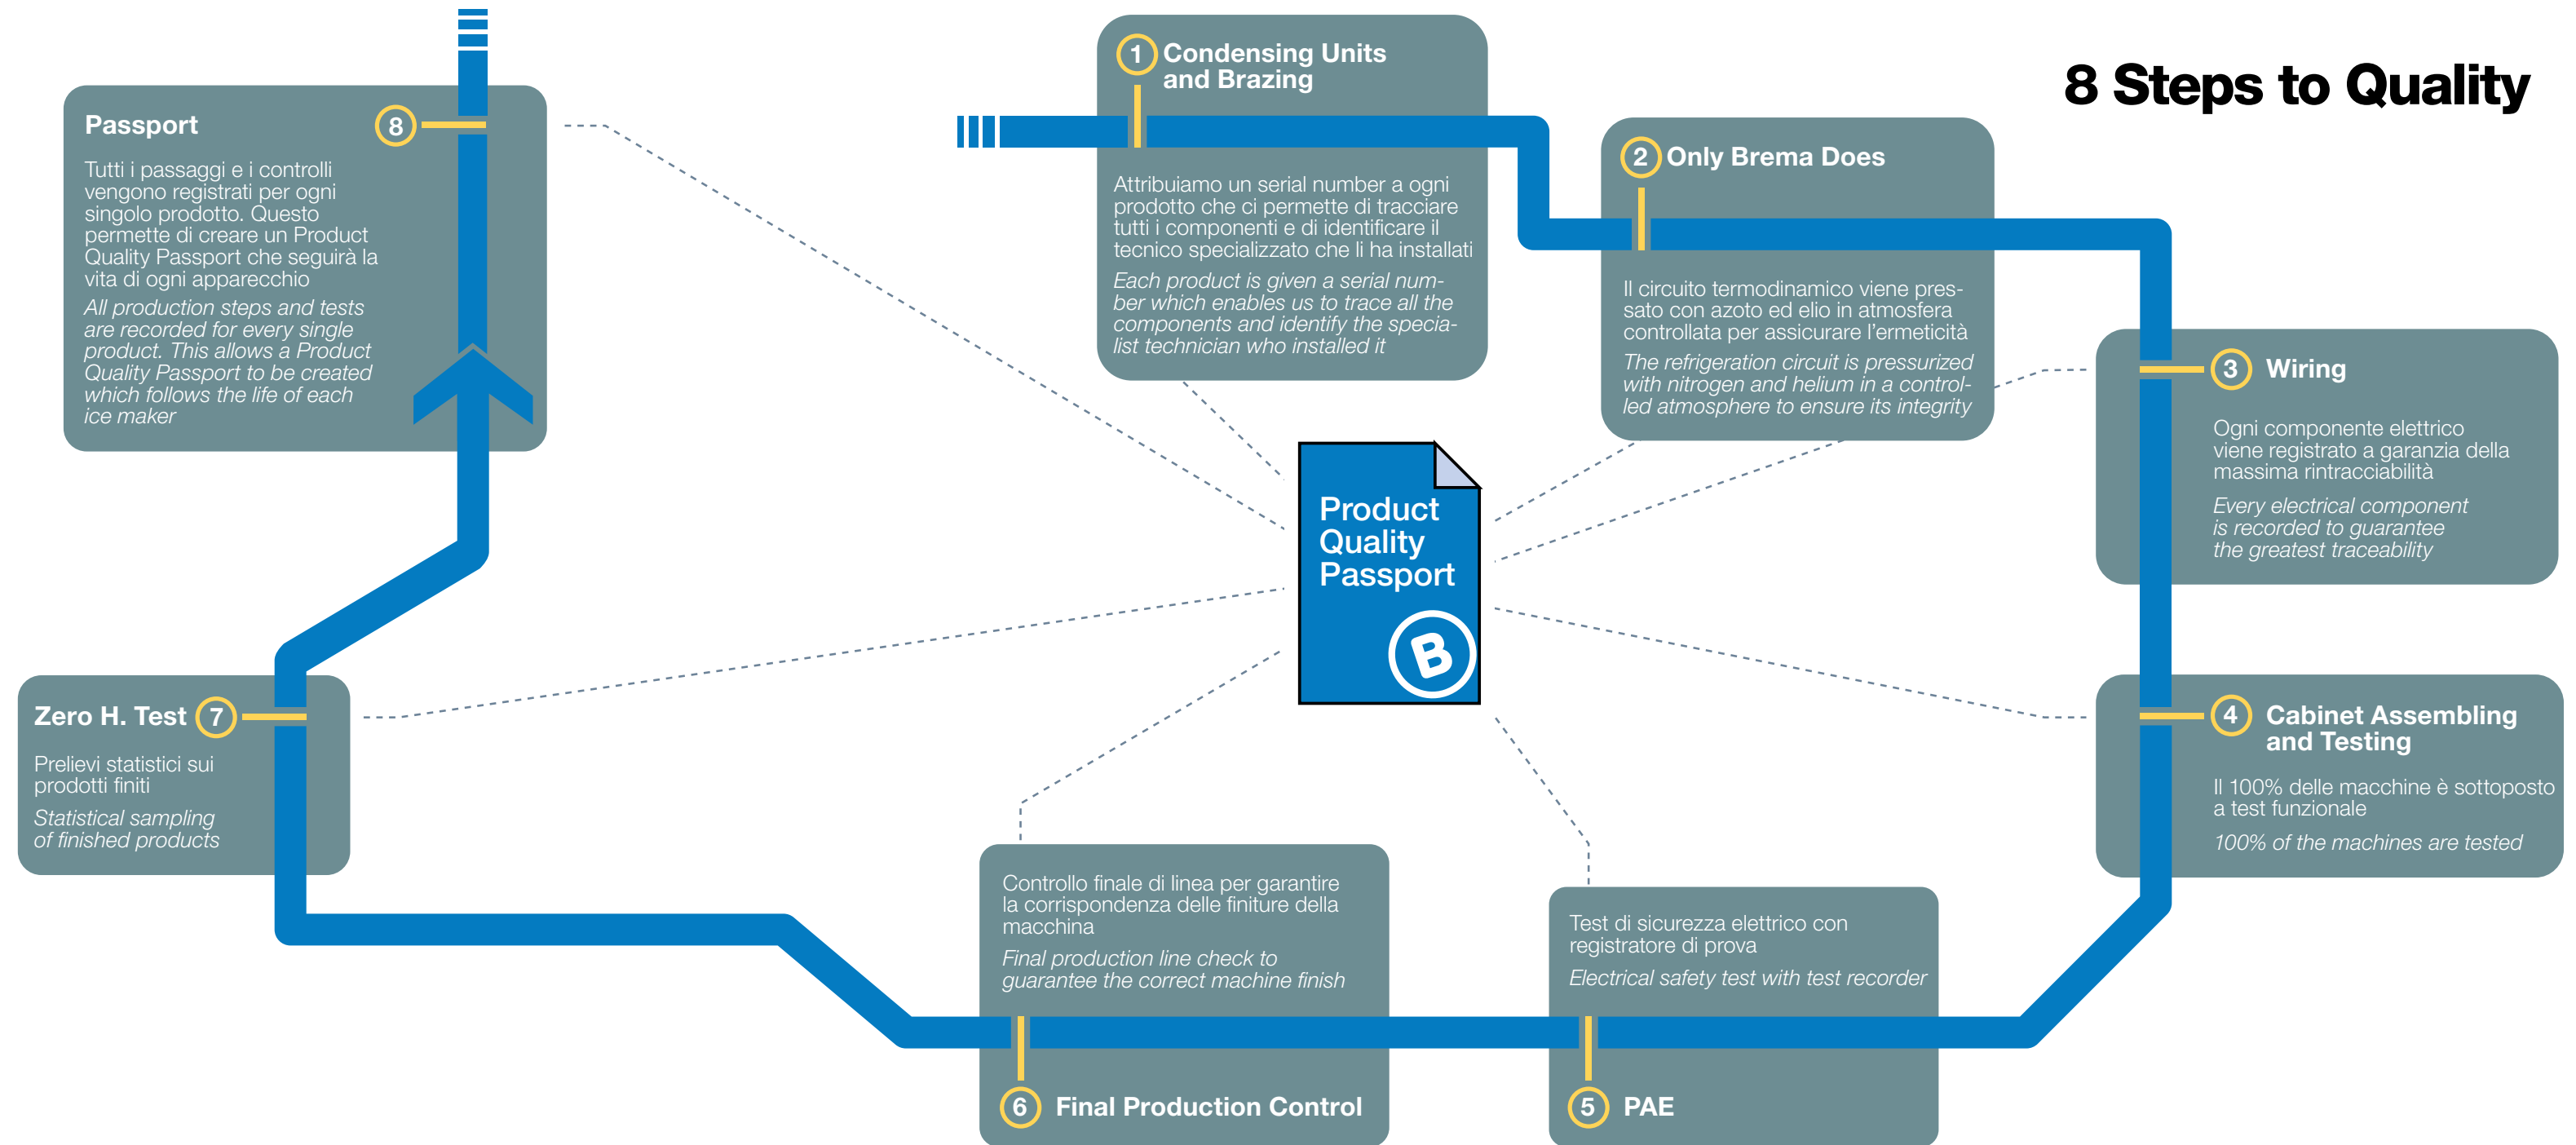 8 Steps to Quality
1
Condensing Units
and Brazing
Attribuiamo un serial number a ogni
prodotto che ci permette di tracciare
tutti i componenti e di identificare il
tecnico specializzato che li ha installati
Each product is given a serial num-
ber which enables us to trace all the
components and identify the specia-
list technician who installed it
2
Only Brema Does
Il circuito termodinamico viene pres-
sato con azoto ed elio in atmosfera
controllata per assicurare l'ermeticità
The refrigeration circuit is pressurized
with nitrogen and helium in a control-
led atmosphere to ensure its integrity
3
Wiring
Ogni componente elettrico
viene registrato a garanzia della
massima rintracciabilità
Every electrical component
is recorded to guarantee
the greatest traceability
4
Cabinet Assembling
and Testing
Il 100% delle macchine è sottoposto
a test funzionale
100% of the machines are tested
Test di sicurezza elettrico con
registratore di prova
Electrical safety test with test recorder
5
PAE
Controllo finale di linea per garantire
la corrispondenza delle finiture della
macchina
Final production line check to
guarantee the correct machine finish
6
Final Production Control
Zero H. Test
7
Prelievi statistici sui
prodotti finiti
Statistical sampling
of finished products
Passport
8
Tutti i passaggi e i controlli
vengono registrati per ogni
singolo prodotto. Questo
permette di creare un Product
Quality Passport che seguirà la
vita di ogni apparecchio
All production steps and tests
are recorded for every single
product. This allows a Product
Quality Passport to be created
which follows the life of each
ice maker
Product
Quality
Passport
B